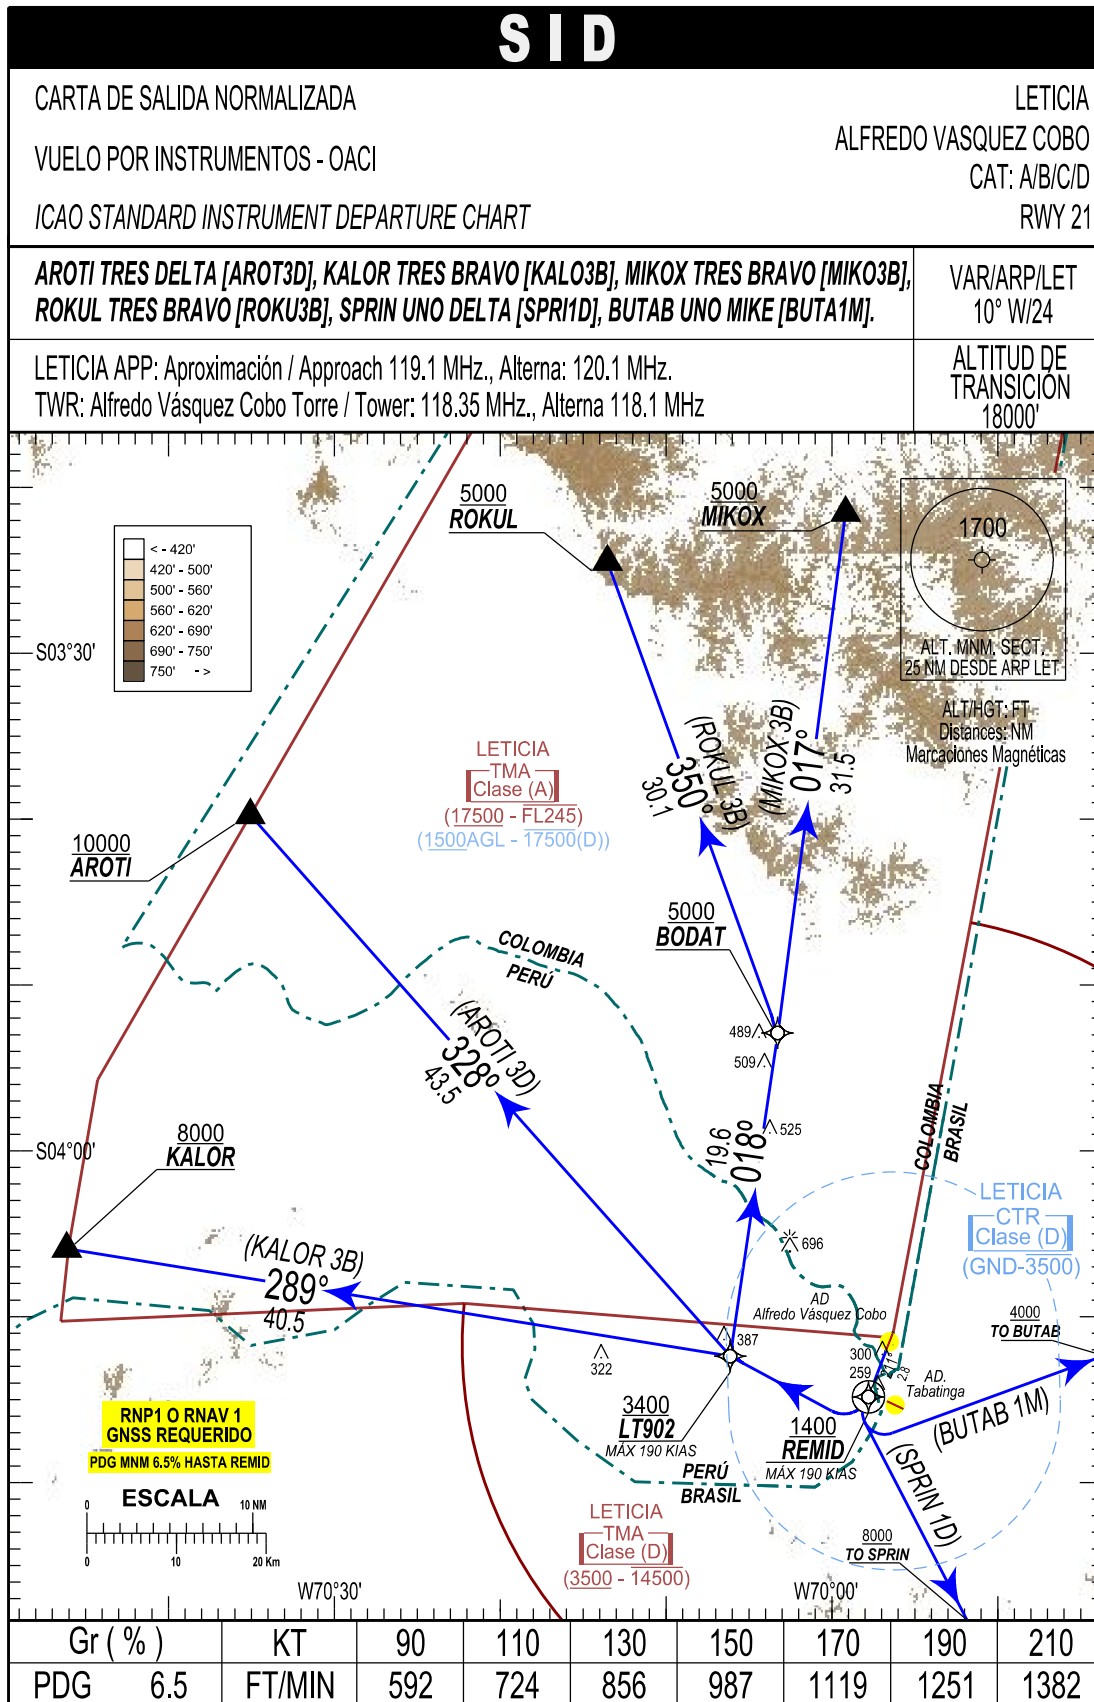 SID
CARTA DE SALIDA NORMALIZADA
VUELO POR INSTRUMENTOS - OACI
ICAO STANDARD INSTRUMENT DEPARTURE CHART
LETICIA
ALFREDO VASQUEZ COBO
CAT: A/B/C/D
RWY 21
AROTI TRES DELTA [AROT3D], KALOR TRES BRAVO [KALO3B], MIKOX TRES BRAVO [MIKO3B],
ROKUL TRES BRAVO [ROKU3B], SPRIN UNO DELTA [SPRI1D], BUTAB UNO MIKE [BUTA1M].
VAR/ARP/LET
10° W/24
LETICIA APP: Aproximación / Approach 119.1 MHz., Alterna: 120.1 MHz.
TWR: Alfredo Vásquez Cobo Torre / Tower: 118.35 MHz., Alterna 118.1 MHz
ALTITUD DE
TRANSICIÓN
18000'
5000
ROKUL
5000
MIKOX
1700
ALT. MNM. SECT.
25 NM DESDE ARP LET
< - 420'
420' - 500'
500 - 560'
560' - 620'
620' - 690'
690' - 750'
750' ->
S03°30'
ALT/HGT: FT
Distances: NM
Marcaciones Magnéticas
LETICIA
TMA
Clase (A)
(17500 - FL245)
(1500AGL - 17500(D))
(ROKUL 3B)
350°
30.1
(MIKOX 3B)
017°
31.5
10000
AROTI
5000
BODAT
COLOMBIA
PERÚ
489
509
(AROTI 3D)
328°
43.5
525
19.6
018°
COLOMBIA
BRASIL
8000
KALOR
S04°00'
LETICIA
CTR
Clase (D)
(GND-3500)
696
(KALOR 3B)
289°
40.5
AD
Alfredo Vásquez Cobo
4000
TO BUTAB
387
322
300
259
211°
2.8
AD.
Tabatinga
3400
LT902
MÁX 190 KIAS
1400
REMID
MÁX 190 KIAS
(BUTAB 1M)
(SPRIN 1D)
RNP1 O RNAV 1
GNSS REQUERIDO
PDG MNM 6.5% HASTA REMID
PERÚ
BRASIL
ESCALA
0 10 NM
0 10 20 Km
LETICIA
TMA
Clase (D)
(3500 - 14500)
8000
TO SPRIN
W70°30'
W70°00'
Gr ( % ) KT 90 110 130 150 170 190 210
PDG 6.5 FT/MIN 592 724 856 987 1119 1251 1382